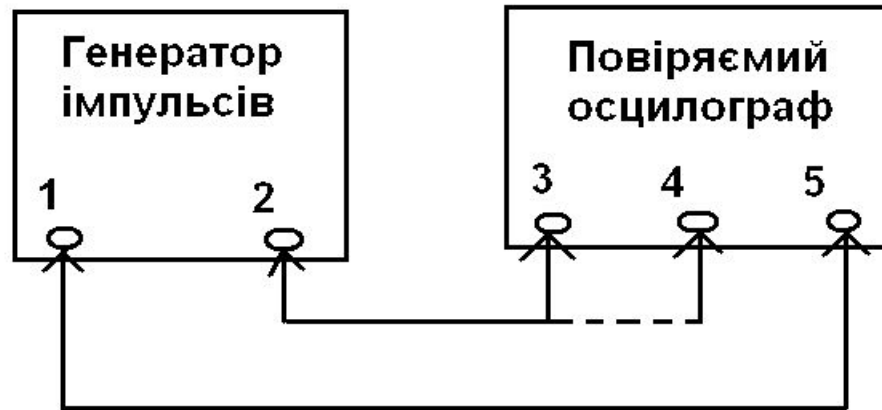 Генератор
імпульсів
1
2
Повіряємий
осцилограф
3
4
5